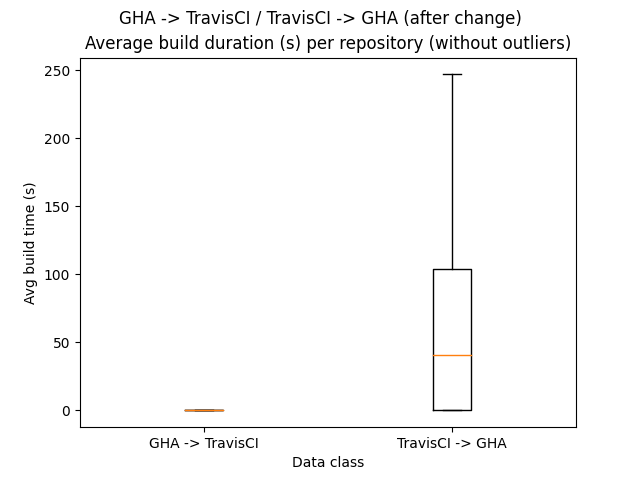 GHA -> TravisCI / TravisCI -> GHA (after change)
Average build duration (s) per repository (without outliers)
250
200
150
100
50
0
Avg build time (s)
GHA -> TravisCI
TravisCI -> GHA
Data class